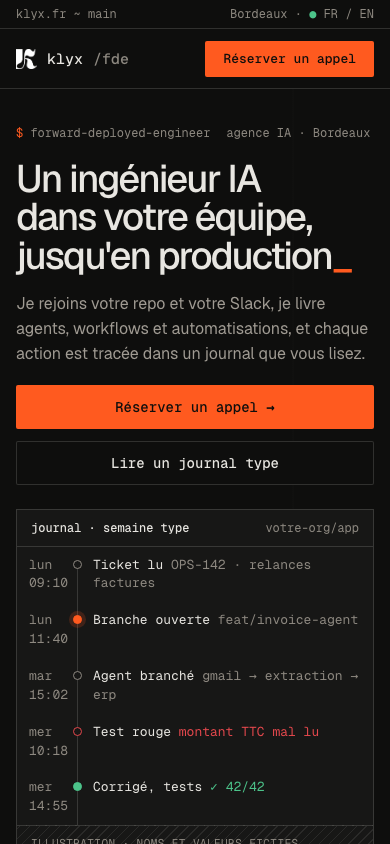 klyx.fr ~ main
Bordeaux · ● FR / EN
klyx /fde
Réserver un appel
$ forward-deployed-engineer agence IA · Bordeaux
Un ingénieur IA
dans votre équipe,
jusqu'en production_
Je rejoins votre repo et votre Slack, je livre
agents, workflows et automatisations, et chaque
action est tracée dans un journal que vous lisez.
Réserver un appel →
Lire un journal type
journal · semaine type
votre-org/app
lun
09:10
Ticket lu OPS-142 · relances
factures
lun
11:40
Branche ouverte feat/invoice-agent
mar
15:02
Agent branché gmail → extraction →
erp
mer
10:18
Test rouge montant TTC mal lu
mer
14:55
Corrigé, tests ✓ 42/42
ILLUSTRATION · NOMS ET VALEURS FICTIFS